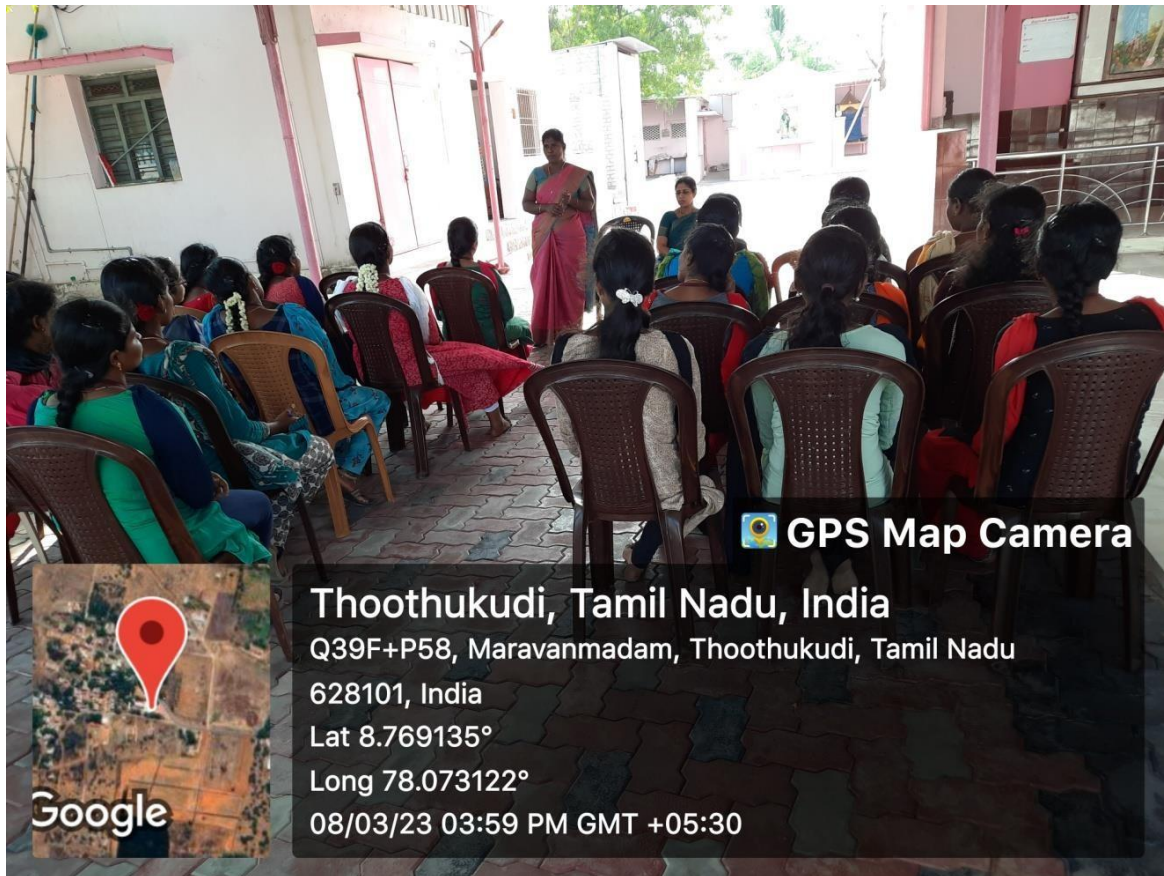 GPS Map Camera
Thoothukudi, Tamil Nadu, India
Q39F+P58, Maravanmadam, Thoothukudi, Tamil Nadu
628101, India
Lat 8.769135°
Long 78.073122°
08/03/23 03:59 PM GMT +05:30
Google